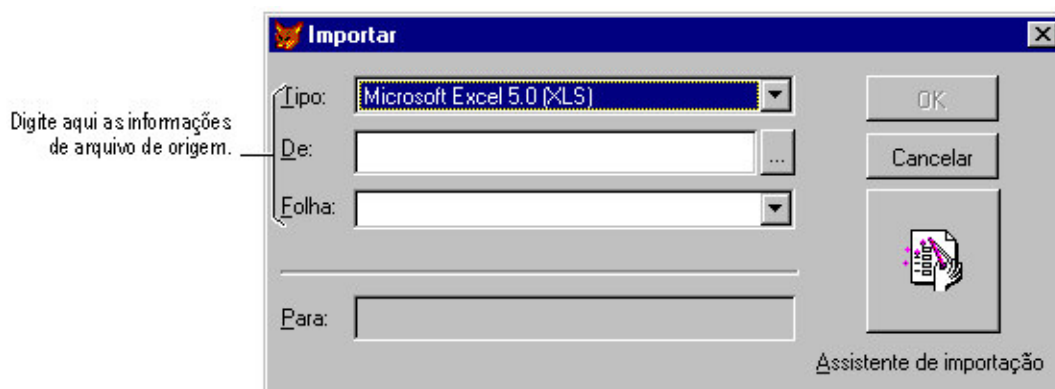 Importar
Digite aqui as informações
de arquivo de origem.
Tipo:
Microsoft Excel 5.0 (XLS)
OK
De:
...
Cancelar
Folha:
Para:
Assistente de importação